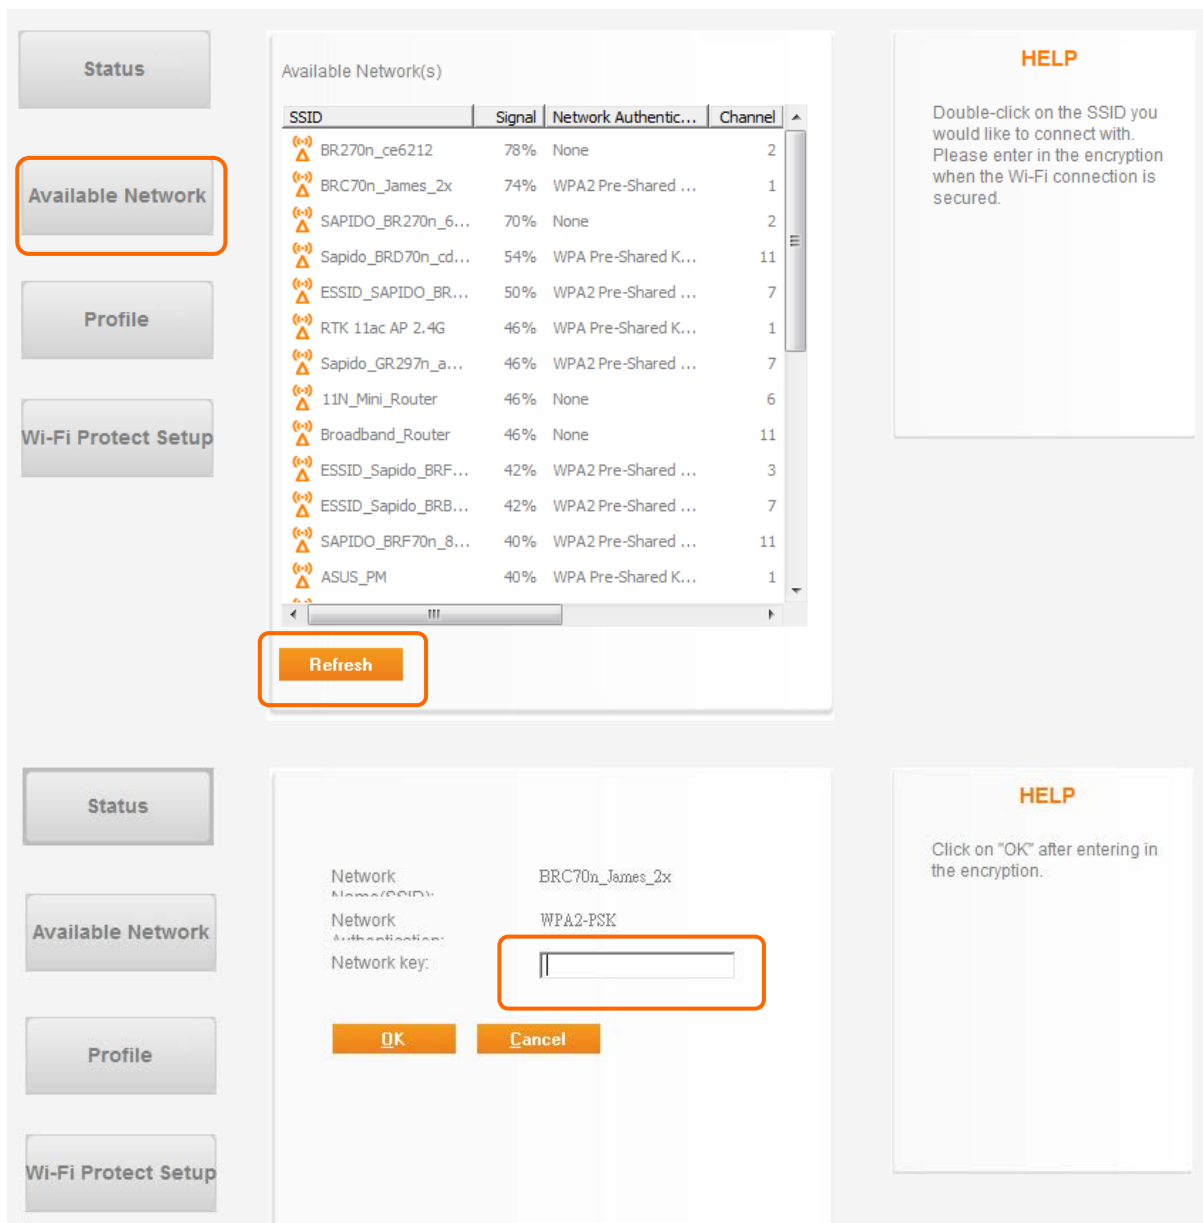 Status
Available Network
Profile
Wi-Fi Protect Setup
Available Network(s)
SSID Signal Network Authentic... Channel
BR270n_ce6212 78% None 2
BRC70n_James_2x 74% WPA2 Pre-Shared ... 1
SAPIDO_BR270n_6... 70% None 2
Sapido_BRD70n_cd... 54% WPA Pre-Shared K... 11
ESSID_SAPIDO_BR... 50% WPA2 Pre-Shared ... 7
RTK 11ac AP 2.4G 46% WPA Pre-Shared K... 1
Sapido_GR297n_a... 46% WPA2 Pre-Shared ... 7
11N_Mini_Router 46% None 6
Broadband_Router 46% None 11
ESSID_Sapido_BRF... 42% WPA2 Pre-Shared ... 3
ESSID_Sapido_BRB... 42% WPA2 Pre-Shared ... 7
SAPIDO_BRF70n_8... 40% WPA2 Pre-Shared ... 11
ASUS_PM 40% WPA Pre-Shared K... 1
Refresh
HELP
Double-click on the SSID you
would like to connect with.
Please enter in the encryption
when the Wi-Fi connection is
secured.
Status
Available Network
Profile
Wi-Fi Protect Setup
Network BRC70n_James_2x
Name(SSID):
Network WPA2-PSK
Authentication:
Network key:
OK Cancel
HELP
Click on "OK" after entering in
the encryption.